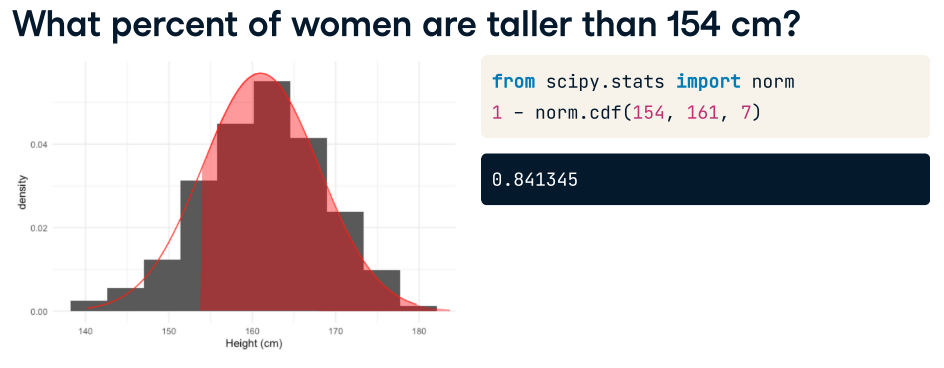 What percent of women are taller than 154 cm?
from scipy.stats import norm
1 - norm.cdf(154, 161, 7)
0.841345
density
0.04
0.02
0.00
140 150 160 170 180
Height (cm)